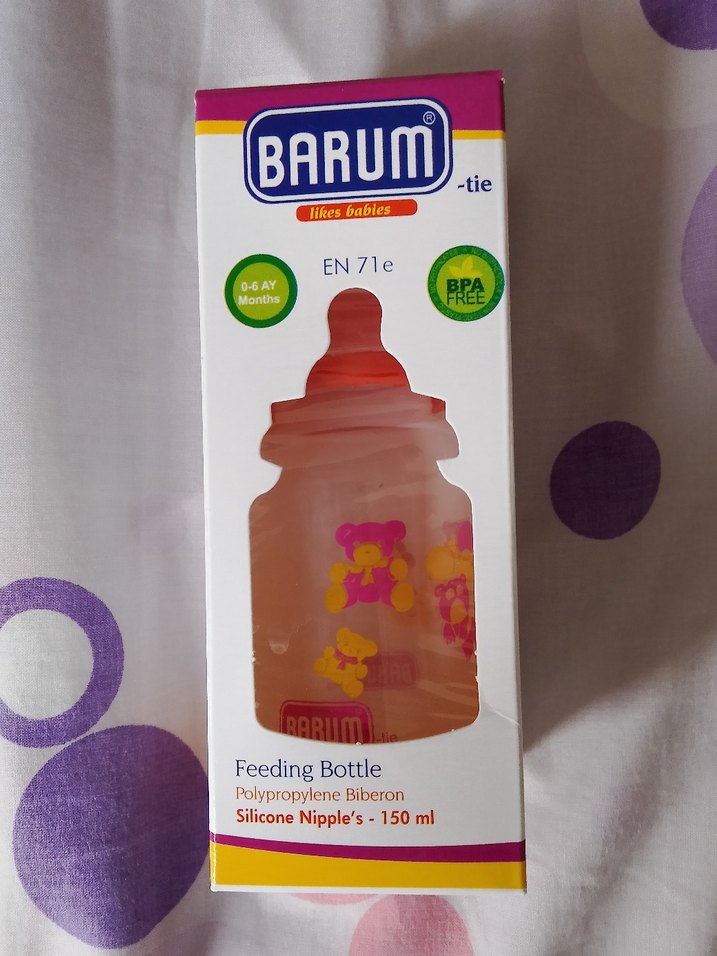 BARUM®
-tie
likes babies
EN 71e
0-6 AY
Months
BPA
FREE
BARUM
-tie
Feeding Bottle
Polypropylene Biberon
Silicone Nipple's - 150 ml